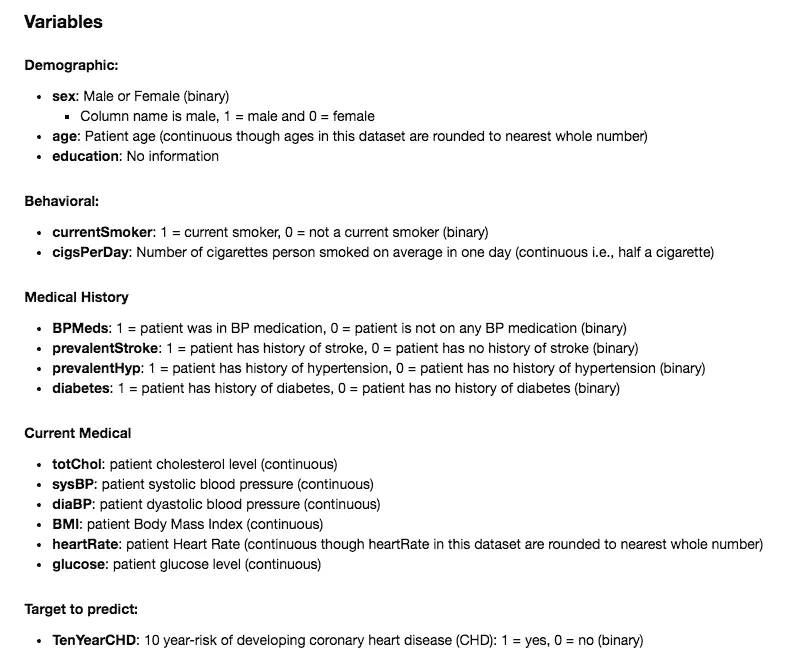 Variables
Demographic:
• sex: Male or Female (binary)
▪ Column name is male, 1 = male and 0 = female
• age: Patient age (continuous though ages in this dataset are rounded to nearest whole number)
• education: No information
Behavioral:
• currentSmoker: 1 = current smoker, 0 = not a current smoker (binary)
• cigsPerDay: Number of cigarettes person smoked on average in one day (continuous i.e., half a cigarette)
Medical History
• BPMeds: 1 = patient was in BP medication, 0 = patient is not on any BP medication (binary)
• prevalentStroke: 1 = patient has history of stroke, 0 = patient has no history of stroke (binary)
• prevalentHyp: 1 = patient has history of hypertension, 0 = patient has no history of hypertension (binary)
• diabetes: 1 = patient has history of diabetes, 0 = patient has no history of diabetes (binary)
Current Medical
• totChol: patient cholesterol level (continuous)
• sysBP: patient systolic blood pressure (continuous)
• diaBP: patient dyastolic blood pressure (continuous)
• BMI: patient Body Mass Index (continuous)
• heartRate: patient Heart Rate (continuous though heartRate in this dataset are rounded to nearest whole number)
• glucose: patient glucose level (continuous)
Target to predict:
• TenYearCHD: 10 year-risk of developing coronary heart disease (CHD): 1 = yes, 0 = no (binary)